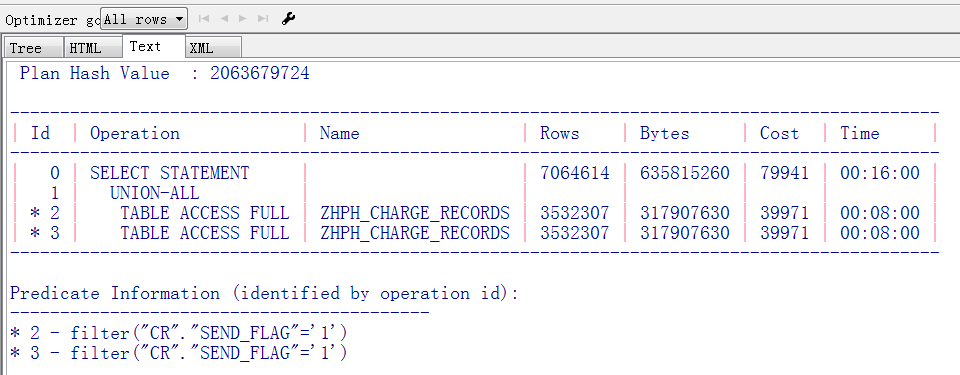 Optimizer go All rows
Tree HTML Text XML
Plan Hash Value : 2063679724
--------------------------------------------------------------------------------------------
| Id | Operation | Name | Rows | Bytes | Cost | Time |
--------------------------------------------------------------------------------------------
| 0 | SELECT STATEMENT | | 7064614 | 635815260 | 79941 | 00:16:00 |
| 1 | UNION-ALL | | | | | |
| * 2 | TABLE ACCESS FULL | ZHPH_CHARGE_RECORDS | 3532307 | 317907630 | 39971 | 00:08:00 |
| * 3 | TABLE ACCESS FULL | ZHPH_CHARGE_RECORDS | 3532307 | 317907630 | 39971 | 00:08:00 |
--------------------------------------------------------------------------------------------
Predicate Information (identified by operation id):
------------------------------------------
* 2 - filter("CR"."SEND_FLAG"='1')
* 3 - filter("CR"."SEND_FLAG"='1')